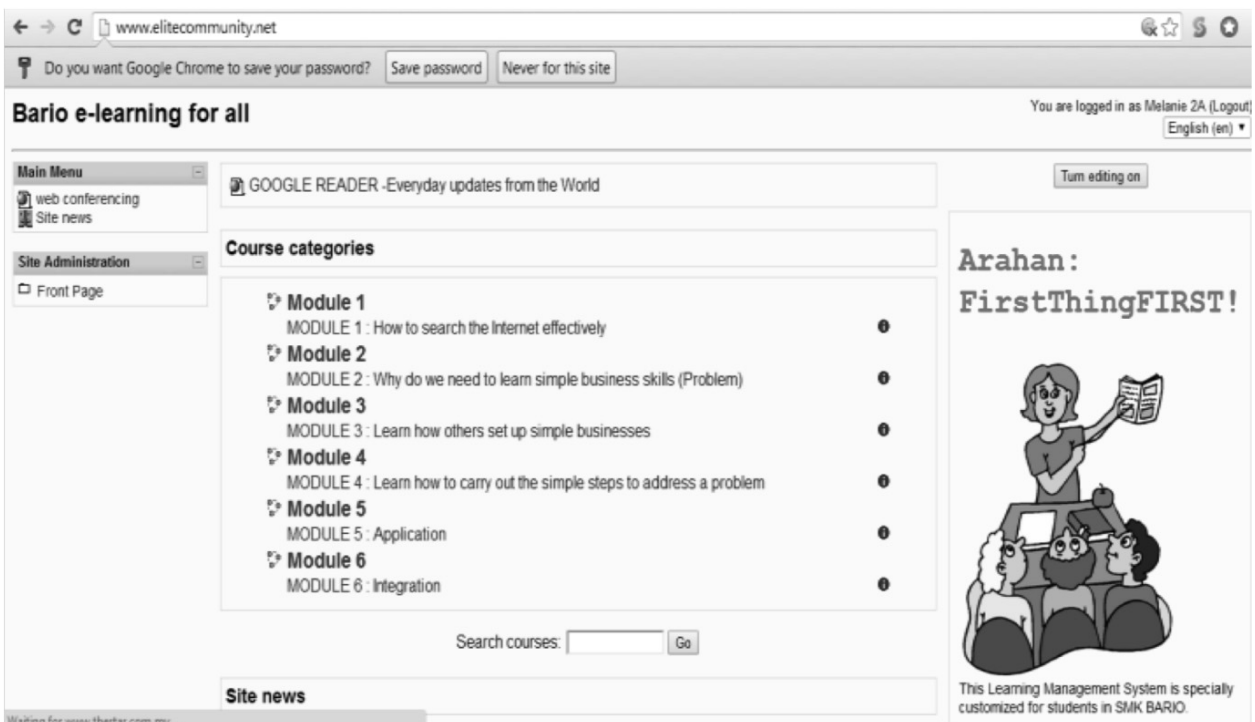 www.elitecommunity.net
Do you want Google Chrome to save your password? Save password Never for this site
Bario e-learning for all
You are logged in as Melanie 2A (Logout)
English (en)
Main Menu
web conferencing
Site news
Site Administration
Front Page
GOOGLE READER -Everyday updates from the World
Course categories
Module 1
MODULE 1 : How to search the Internet effectively
Module 2
MODULE 2 : Why do we need to learn simple business skills (Problem)
Module 3
MODULE 3 : Learn how others set up simple businesses
Module 4
MODULE 4 : Learn how to carry out the simple steps to address a problem
Module 5
MODULE 5 : Application
Module 6
MODULE 6 : Integration
Search courses: Go
Site news
Turn editing on
Arahan:
FirstThingFIRST!
This Learning Management System is specially
customized for students in SMK BARIO.
Waiting for www.thestar.com.my